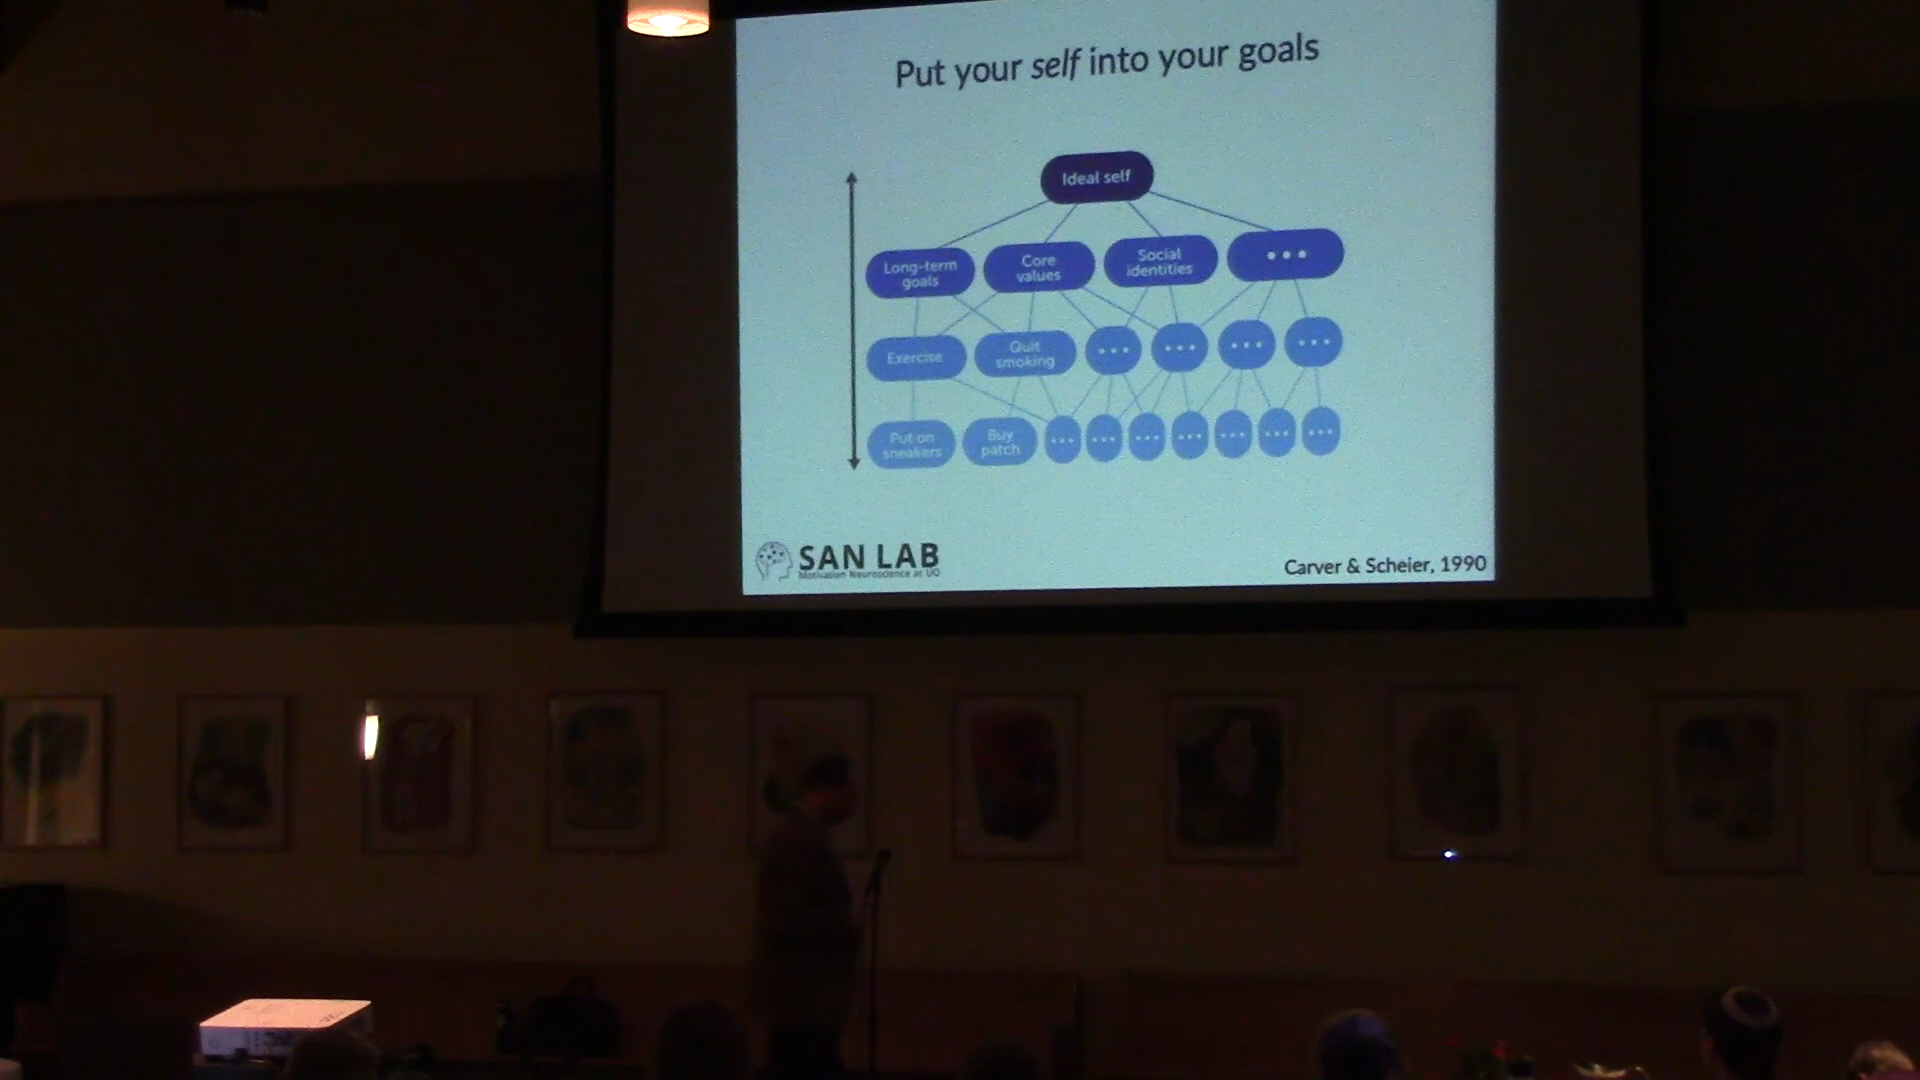 Put your self into your goals
Ideal self
Long-term
goals
Core
values
Social
identities
•••
Exercise
Quit
smoking
•••
•••
•••
•••
Put on
sneakers
Buy
patch
•••
•••
•••
•••
•••
•••
•••
SAN LAB
Motivation Neuroscience at UO
Carver & Scheier, 1990